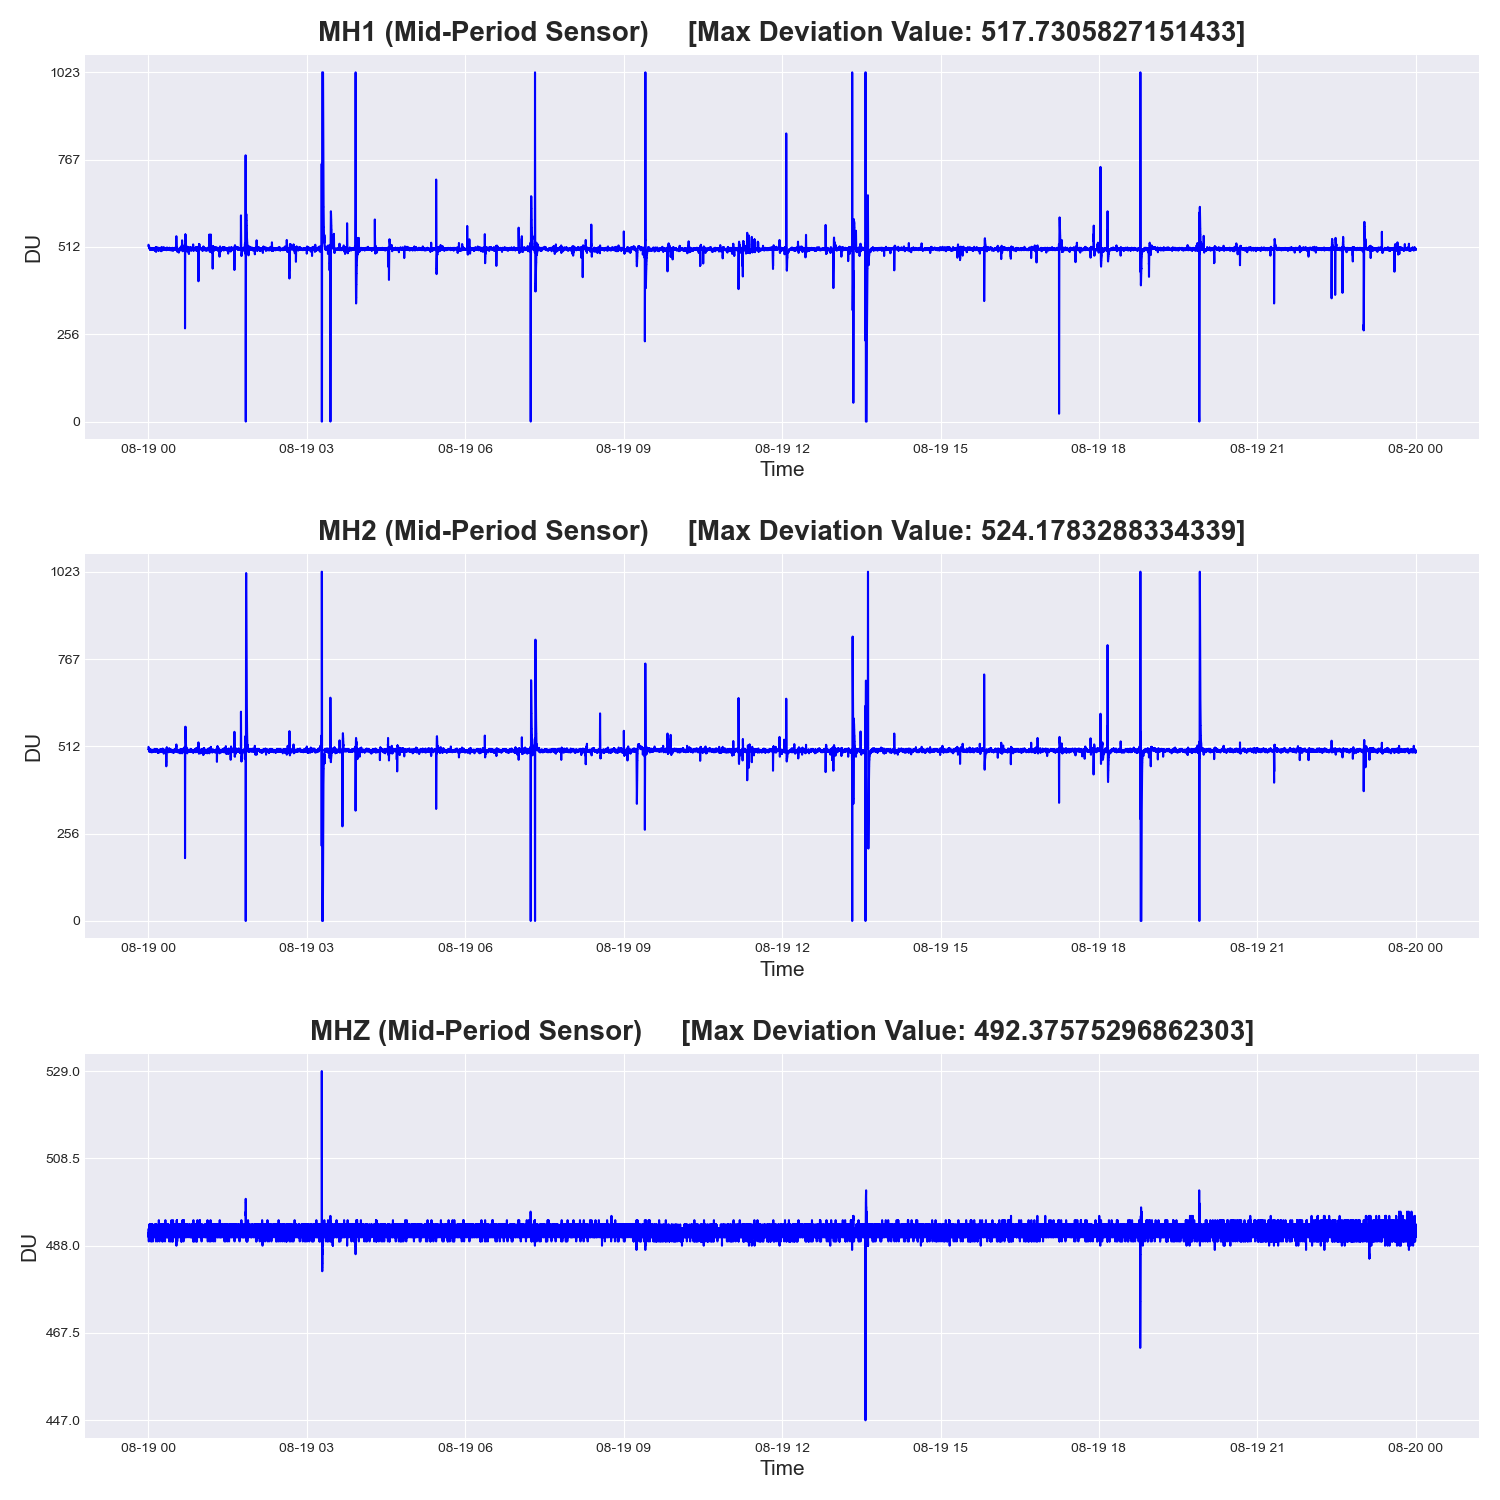 MH1 (Mid-Period Sensor)     [Max Deviation Value: 517.7305827151433]
1023
767
512
256
0
DU
08-19 00 08-19 03 08-19 06 08-19 09 08-19 12 08-19 15 08-19 18 08-19 21 08-20 00
Time
MH2 (Mid-Period Sensor)     [Max Deviation Value: 524.1783288334339]
1023
767
512
256
0
DU
08-19 00 08-19 03 08-19 06 08-19 09 08-19 12 08-19 15 08-19 18 08-19 21 08-20 00
Time
MHZ (Mid-Period Sensor)     [Max Deviation Value: 492.37575296862303]
529.0
508.5
488.0
467.5
447.0
DU
08-19 00 08-19 03 08-19 06 08-19 09 08-19 12 08-19 15 08-19 18 08-19 21 08-20 00
Time